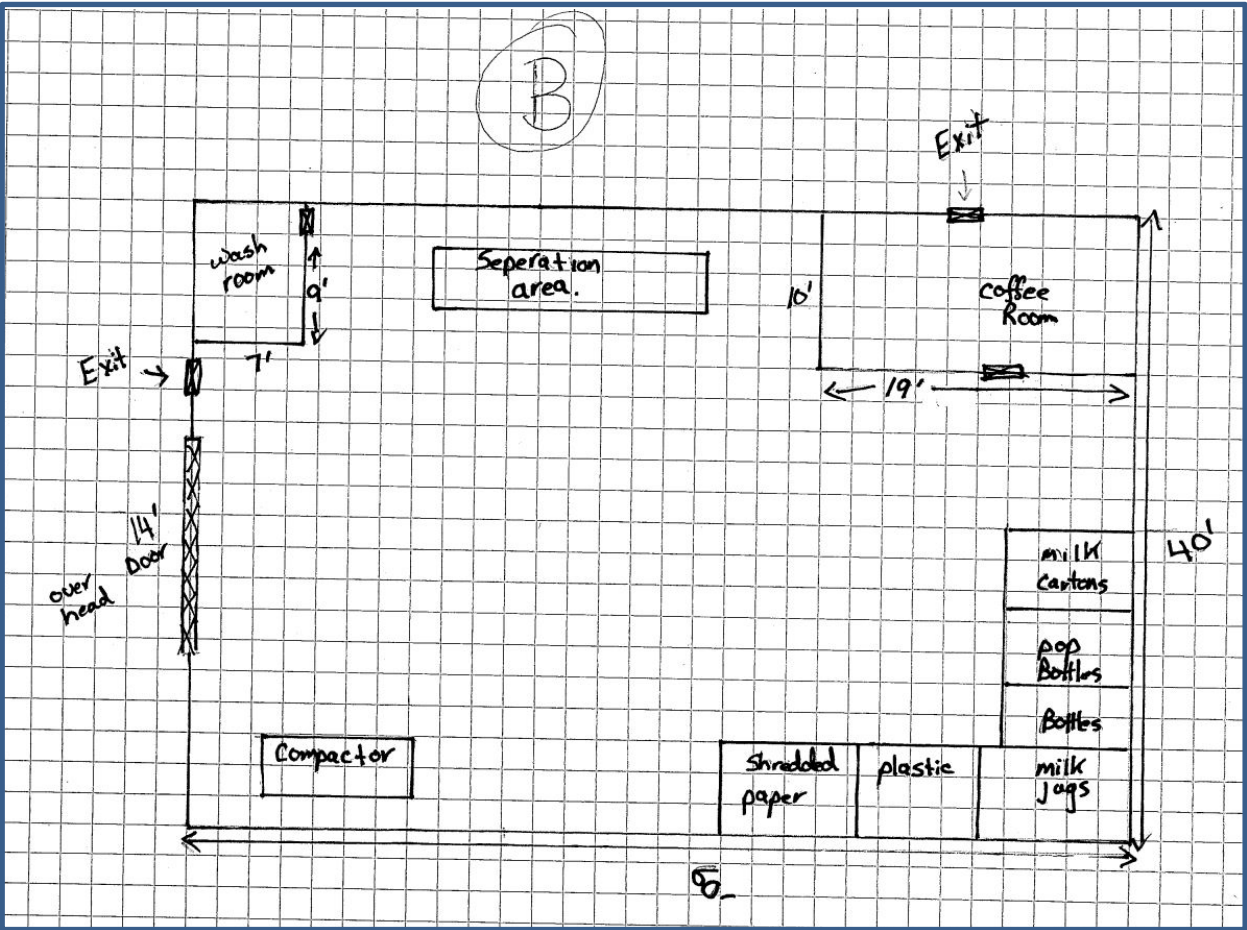 B
Exit
wash
room
9'
7'
Seperation
area.
10'
coffee
Room
19'
Exit
14'
Door
over
head
40'
milk
Cartons
pop
Bottles
Bottles
milk
jugs
plastic
Shredded
paper
Compactor